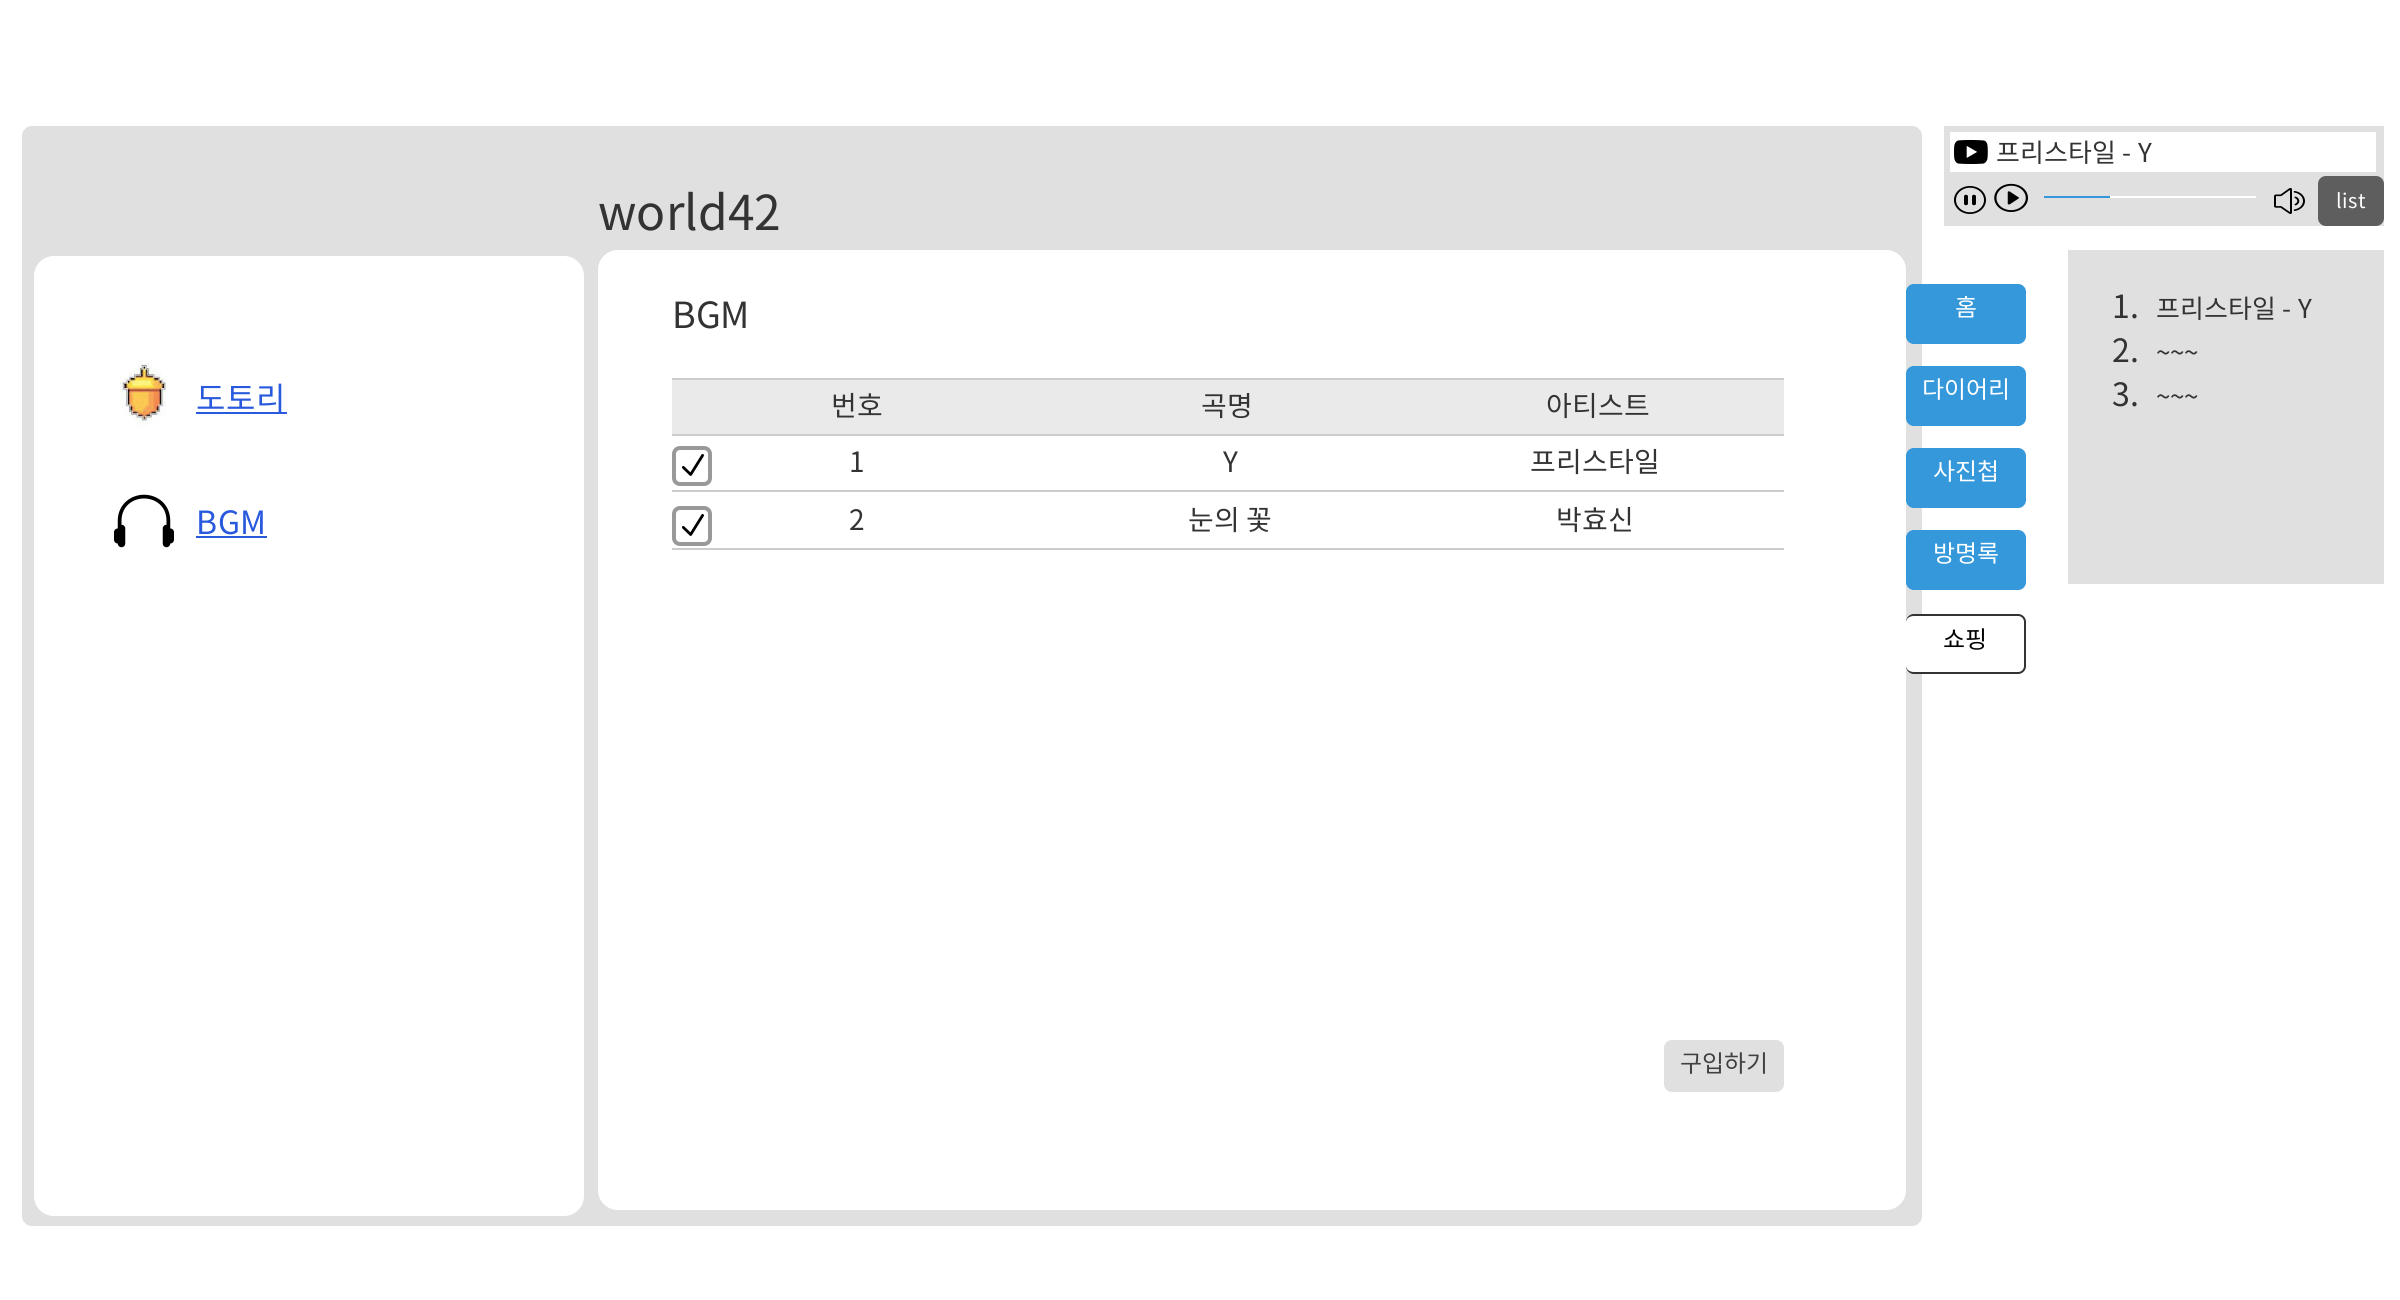 world42
도토리
BGM
BGM
번호 곡명 아티스트
1 Y 프리스타일
2 눈의 꽃 박효신
구입하기
홈
다이어리
사진첩
방명록
쇼핑
프리스타일 - Y
list
1. 프리스타일 - Y
2. ~~~
3. ~~~